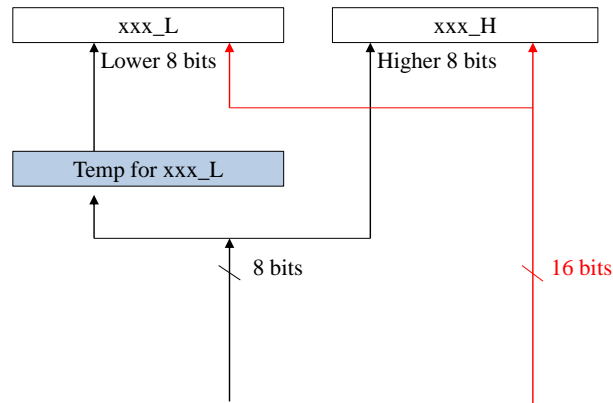 xxx_L
xxx_H
Lower 8 bits
Higher 8 bits
Temp for xxx_L
8 bits
16 bits